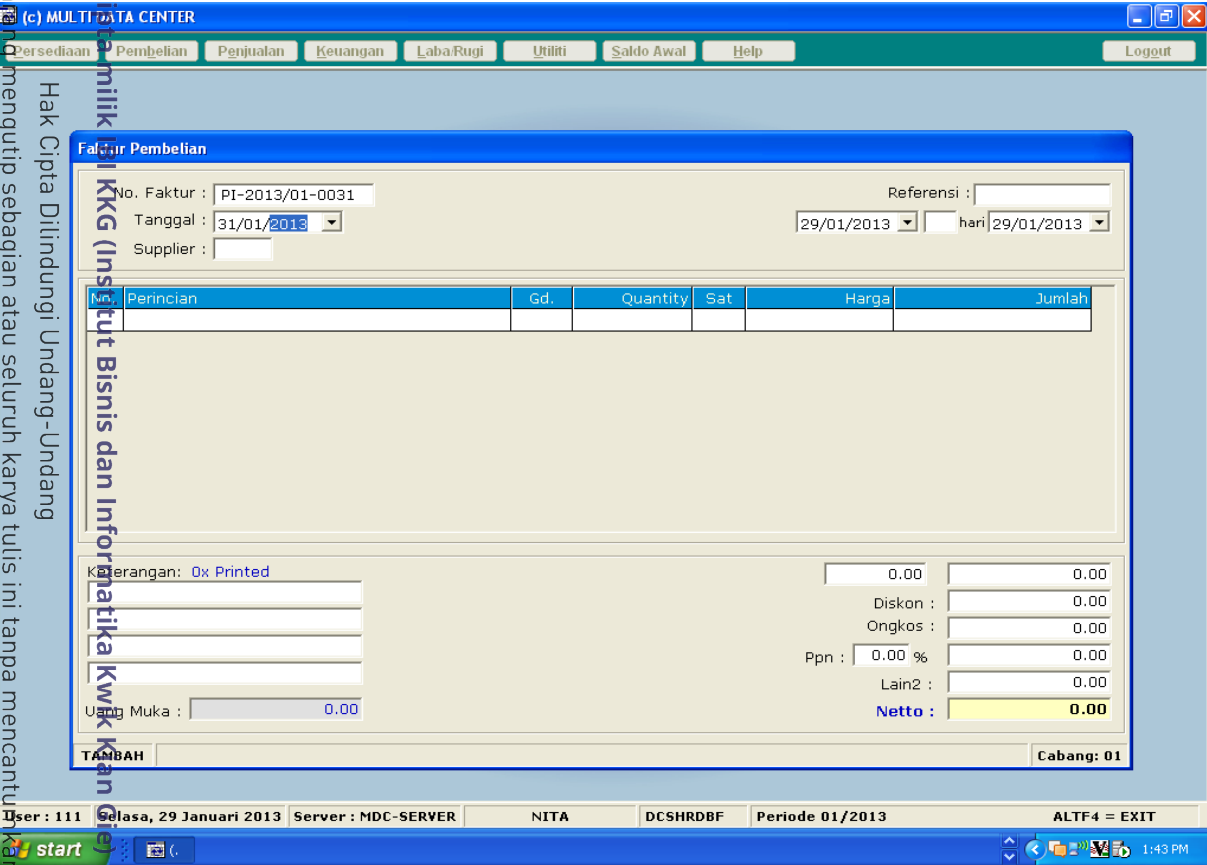 (c) MULTI DATA CENTER
Persediaan Pembelian Penjualan Keuangan Laba/Rugi Utiliti Saldo Awal Help Logout
Faktur Pembelian
No. Faktur : PI-2013/01-0031 Referensi :
Tanggal : 31/01/2013 29/01/2013 hari 29/01/2013
Supplier :
No. Perincian Gd. Quantity Sat Harga Jumlah
Keterangan: 0x Printed
0.00 0.00
Diskon : 0.00
Ongkos : 0.00
Ppn : 0.00 % 0.00
Lain2 : 0.00
Uang Muka : 0.00
Netto : 0.00
TAMBAH Cabang: 01
User : 111 Selasa, 29 Januari 2013 Server : MDC-SERVER NITA DCSHRDBF Periode 01/2013 ALTF4 = EXIT
start (. 1:43 PM
milik IBI KKG (Institut Bisnis dan Informatika Kwik Kian Gie)
Hak Cipta Dilindungi Undang-Undang
mengutip sebagian atau seluruh karya tulis ini tanpa